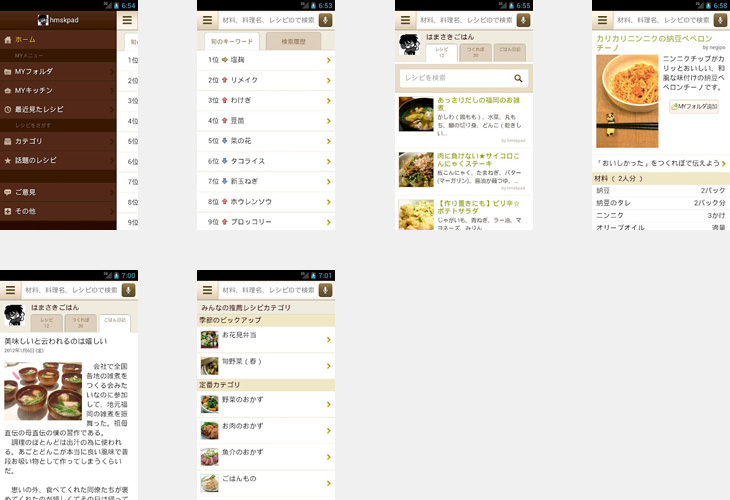 6:54
hmskpad
ホーム
MYメニュー
MYフォルダ
MYキッチン
最近見たレシピ
レシピをさがす
カテゴリ
話題のレシピ
ご意見
その他
旬の
1位
2位
3位
4位
5位
6位
7位
8位
9位
6:53
材料、料理名、レシピIDで検索
旬のキーワード
検索履歴
1位 塩麹
2位 リメイク
3位 わけぎ
4位 豆苗
5位 菜の花
6位 タコライス
7位 新玉ねぎ
8位 ホウレンソウ
9位 ブロッコリー
6:55
材料、料理名、レシピIDで検索
はまさきごはん
レシピ
12
つくれぽ
20
ごはん日記
レシピを検索
あっさりだしの福岡のお雑
煮
かしわ(鶏もも)、水菜、丸も
ち、鰤の切り身、どんこ(乾きしい...
by hmskpad
肉に負けない★サイコロこ
んにゃくステーキ
板こんにゃく、たまねぎ、バター
(マーガリン)、醤油か麺つゆ、...
by hmskpad
【作り置きにも】ピリ辛☆
ポテトサラダ
じゃがいも、貴ねぎ、ラー油、マ
ヨネーズ、みりん
6:58
材料、料理名、レシピIDで検索
カリカリニンニクの納豆ペペロン
チーノ
by negipo
ニンニクチップがカ
リッとおいしい、和
風な味付けの納豆ペ
ペロンチーノです。
MYフォルダ追加
「おいしかった」をつくれぽで伝えよう
材料(2人分)
納豆 2パック
納豆のタレ 2パック分
ニンニク 3かけ
オリーブオイル 適量
7:00
材料、料理名、レシピIDで検索
はまさきごはん
レシピ
12
つくれぽ
20
ごはん日記
美味しいと云われるのは嬉しい
2012年1月6日(金)
会社で全国
各地の雑煮を
つくる会みた
いなのに参加
して、地元福
岡の雑煮を振
舞った。祖母
直伝の母直伝の僕の習作である。
調理のほとんどは出汁の為に使われ
る。あごとどんこが本当に良い風味で普
段お吸い物として作ってしまうくらい
だ。
思いの外、食べてくれた同僚たちが褒
めてくれたのが嬉しくてその日は帰って
7:01
材料、料理名、レシピIDで検索
みんなの推薦レシピカテゴリ
季節のピックアップ
お花見弁当
旬野菜(春)
定番カテゴリ
野菜のおかず
お肉のおかず
魚介のおかず
ごはんもの